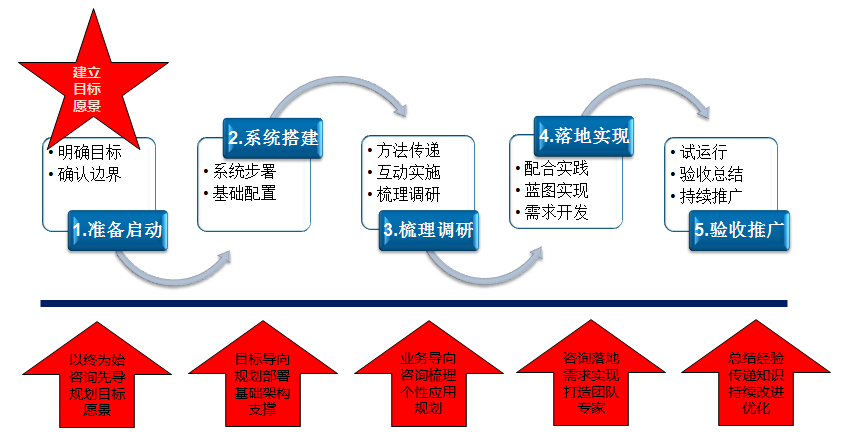 建立
目标
愿景
• 明确目标
• 确认边界
1.准备启动
2.系统搭建
• 系统步署
• 基础配置
• 方法传递
• 互动实施
• 梳理调研
3.梳理调研
4.落地实现
• 配合实践
• 蓝图实现
• 需求开发
• 试运行
• 验收总结
• 持续推广
5.验收推广
以终为始
咨询先导
规划目标
愿景
目标导向
规划部署
基础架构
支撑
业务导向
咨询梳理
个性应用
规划
咨询落地
需求实现
打造团队
专家
总结经验
传递知识
持续改进
优化